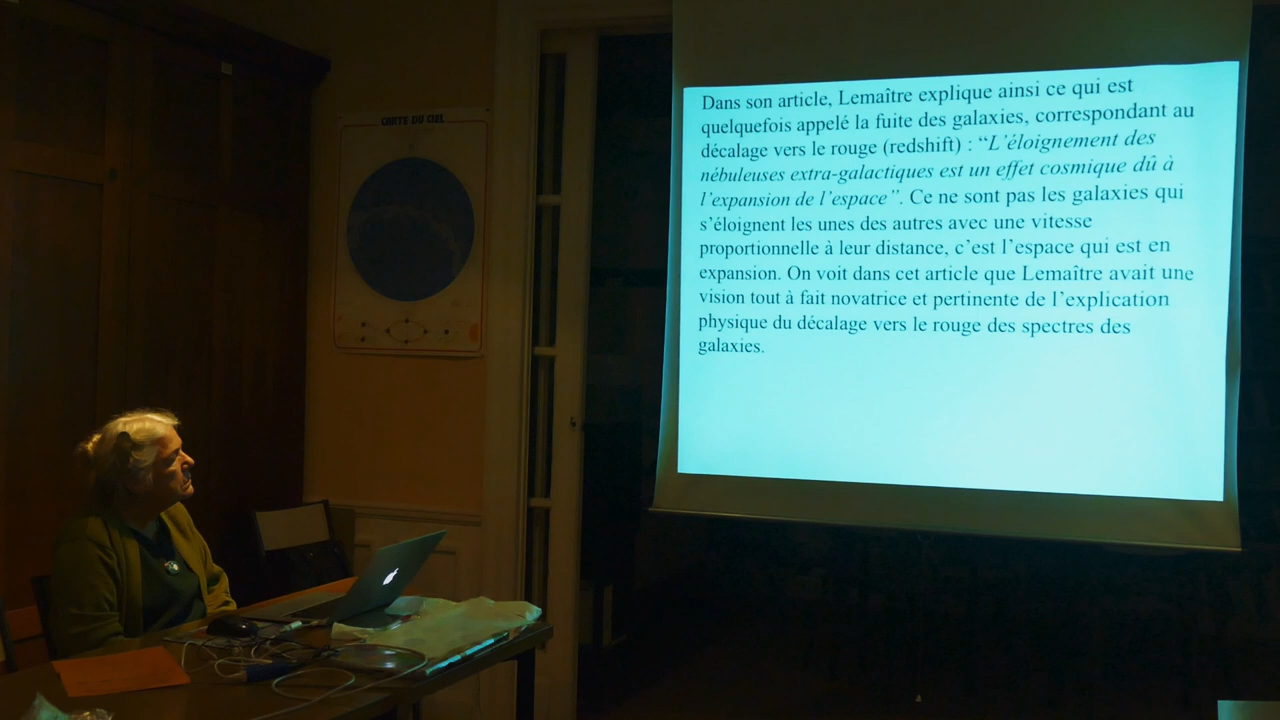 CARTE DU CIEL
Dans son article, Lemaître explique ainsi ce qui est
quelquefois appelé la fuite des galaxies, correspondant au
décalage vers le rouge (redshift) : “L’éloignement des
nébuleuses extra-galactiques est un effet cosmique dû à
l’expansion de l’espace”. Ce ne sont pas les galaxies qui
s’éloignent les unes des autres avec une vitesse
proportionnelle à leur distance, c’est l’espace qui est en
expansion. On voit dans cet article que Lemaître avait une
vision tout à fait novatrice et pertinente de l’explication
physique du décalage vers le rouge des spectres des
galaxies.